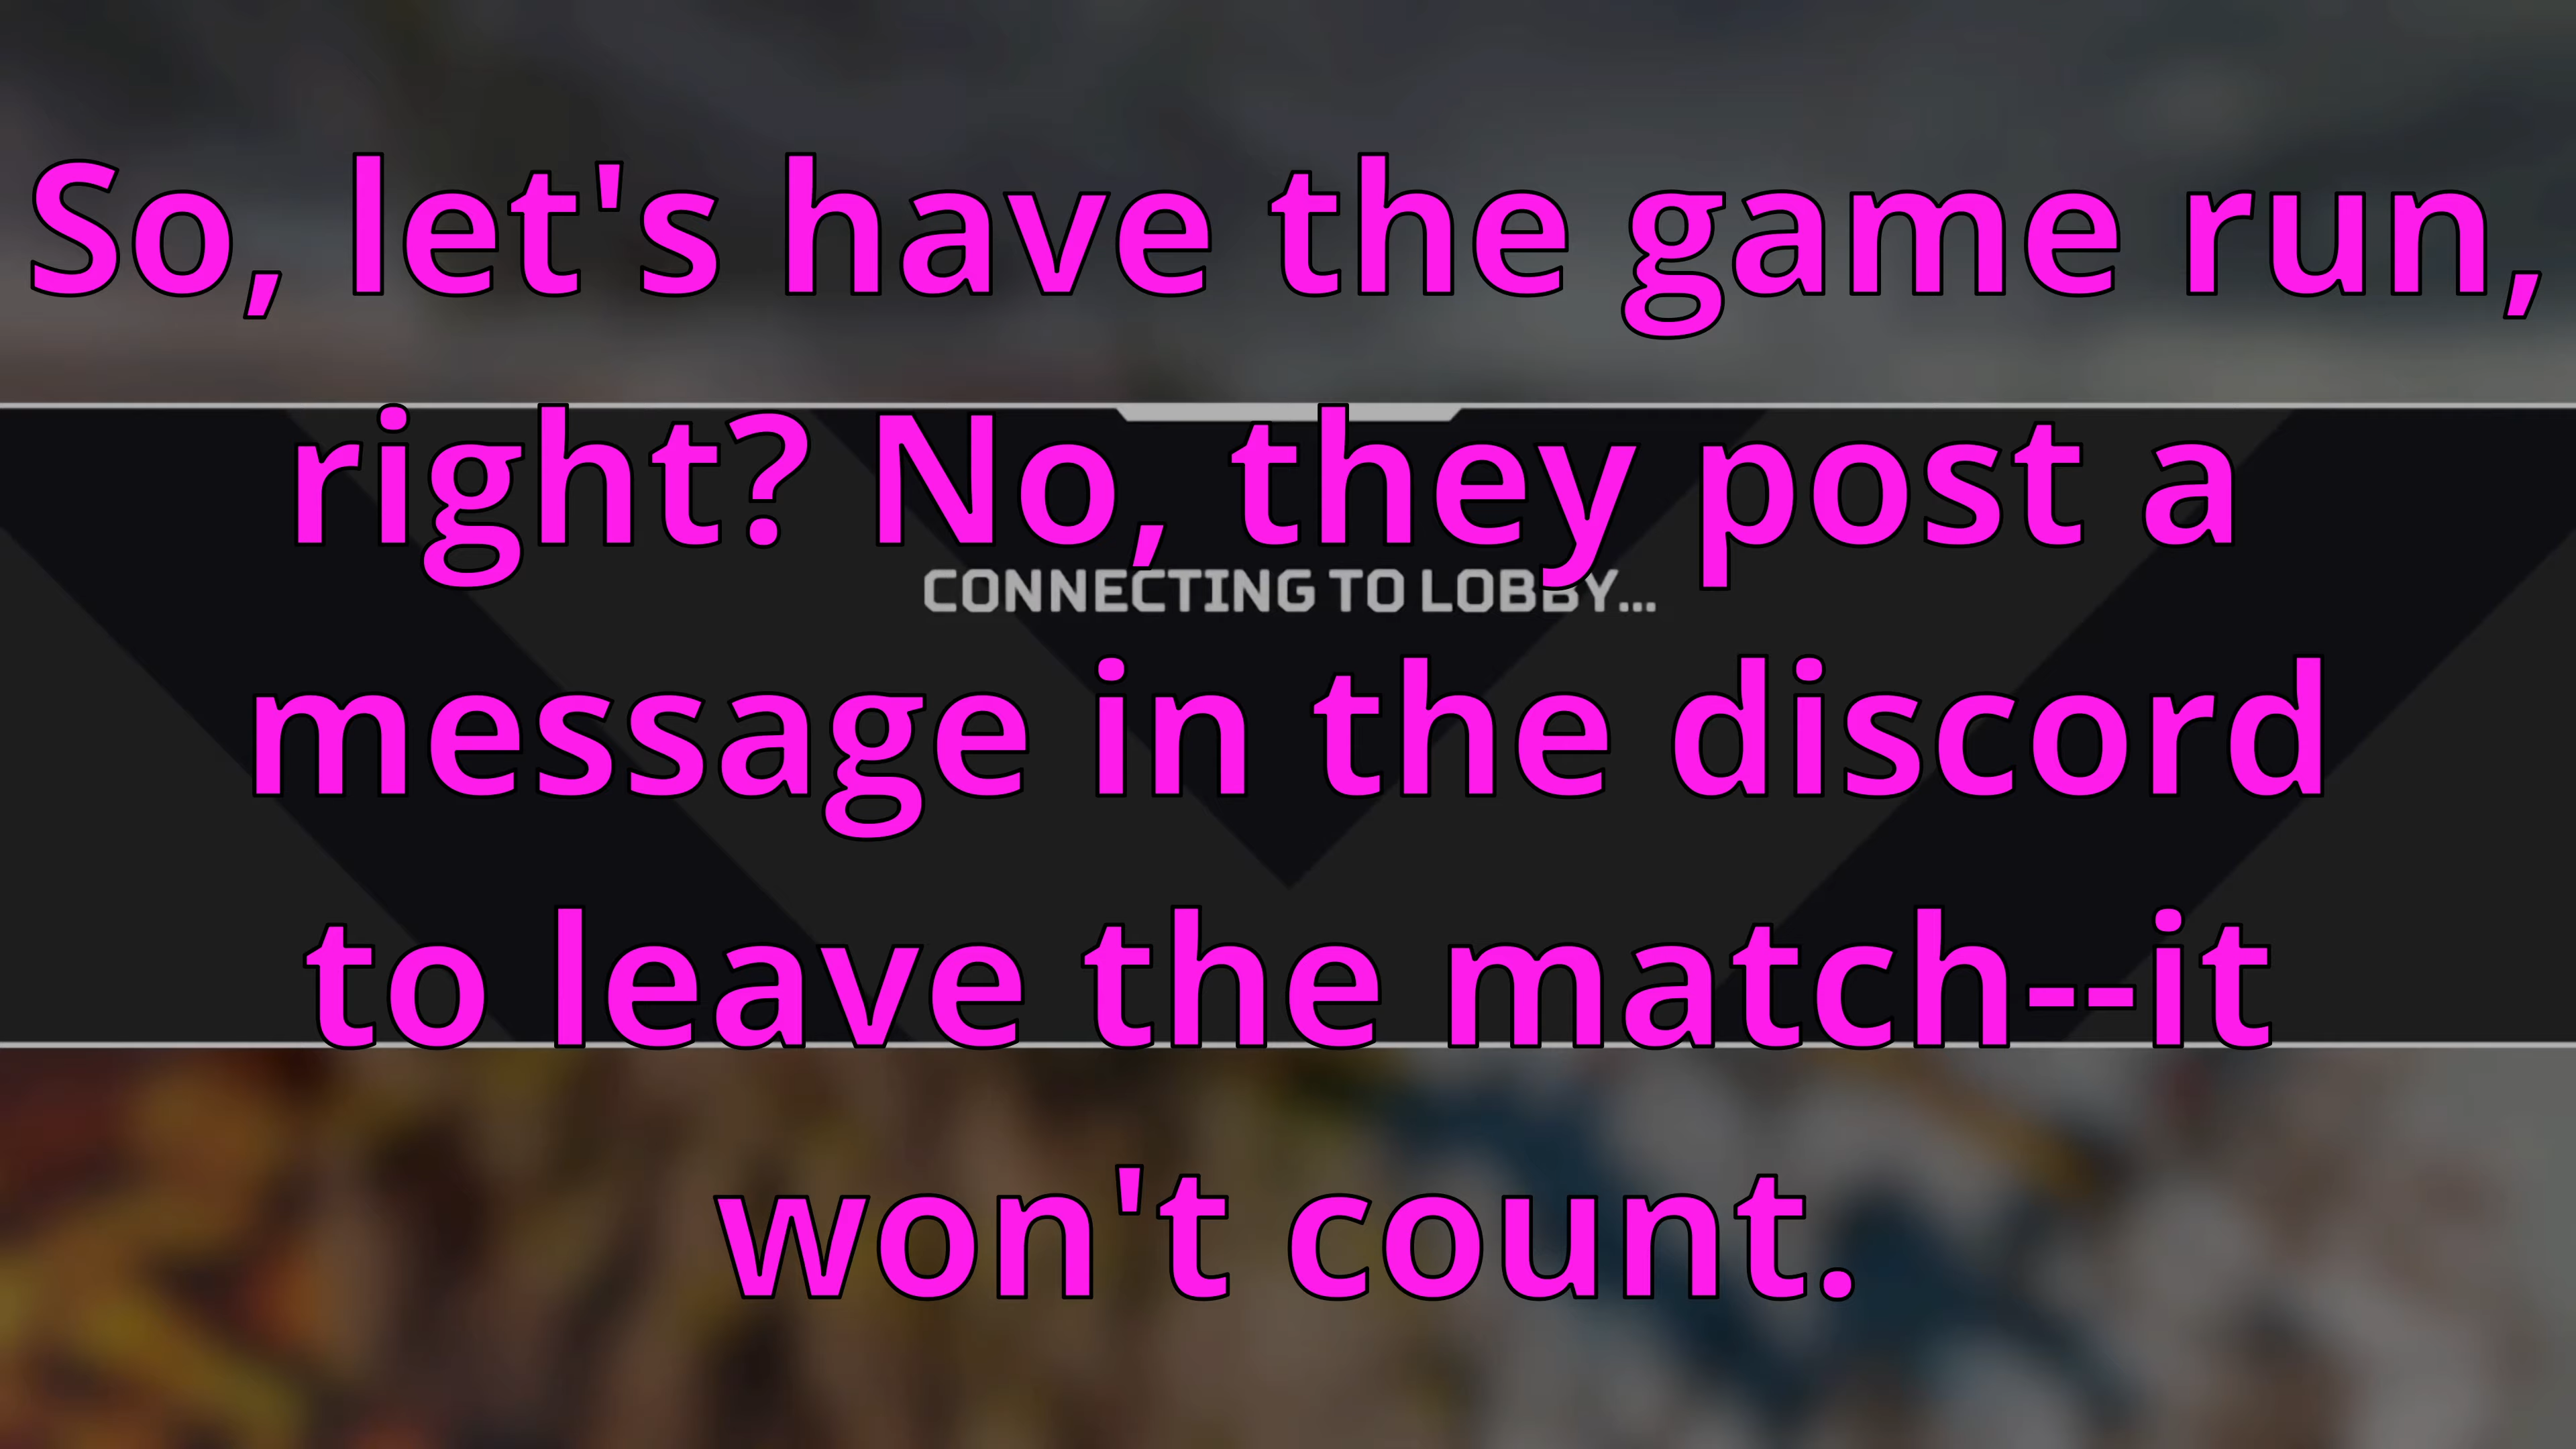 So, let's have the game run,
right? No, they post a
CONNECTING TO LOBBY...
message in the discord
to leave the match--it
won't count.